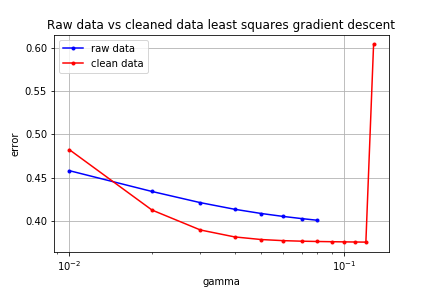 Raw data vs cleaned data least squares gradient descent
raw data
clean data
0.60
0.55
0.50
0.45
0.40
error
10⁻²
10⁻¹
gamma